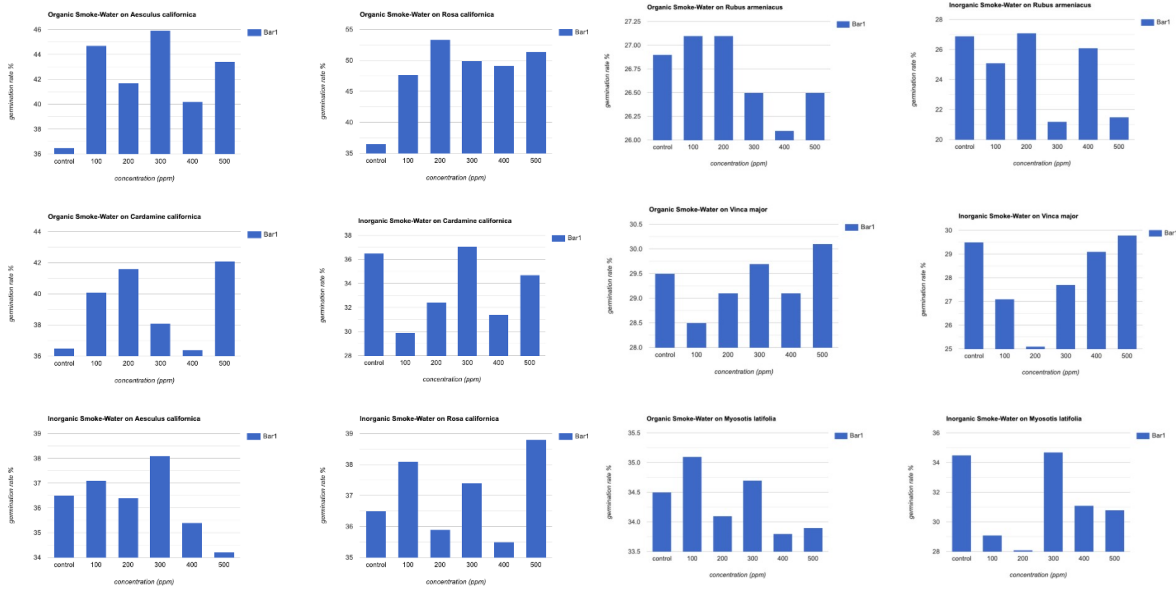 Organic Smoke-Water on Aesculus californica
46
44
42
40
38
36
germination rate %
control 100 200 300 400 500
concentration (ppm)
Bar1
Organic Smoke-Water on Rosa californica
55
50
45
40
35
germination rate %
control 100 200 300 400 500
concentration (ppm)
Bar1
Organic Smoke-Water on Rubus armeniacus
27.25
27.00
26.75
26.50
26.25
26.00
germination rate %
control 100 200 300 400 500
concentration (ppm)
Bar1
Inorganic Smoke-Water on Rubus armeniacus
28
26
24
22
20
germination rate %
control 100 200 300 400 500
concentration (ppm)
Bar1
Organic Smoke-Water on Cardamine californica
44
42
40
38
36
germination rate %
control 100 200 300 400 500
concentration (ppm)
Bar1
Inorganic Smoke-Water on Cardamine californica
38
36
34
32
30
28
germination rate %
control 100 200 300 400 500
concentration (ppm)
Bar1
Organic Smoke-Water on Vinca major
30.5
30.0
29.5
29.0
28.5
28.0
germination rate %
control 100 200 300 400 500
concentration (ppm)
Bar1
Inorganic Smoke-Water on Vinca major
30
29
28
27
26
25
germination rate %
control 100 200 300 400 500
concentration (ppm)
Bar1
Inorganic Smoke-Water on Aesculus californica
39
38
37
36
35
34
germination rate %
control 100 200 300 400 500
concentration (ppm)
Bar1
Inorganic Smoke-Water on Rosa californica
39
38
37
36
35
germination rate %
control 100 200 300 400 500
concentration (ppm)
Bar1
Organic Smoke-Water on Myosotis latifolia
35.5
35.0
34.5
34.0
33.5
germination rate %
control 100 200 300 400 500
concentration (ppm)
Bar1
Inorganic Smoke-Water on Myosotis latifolia
36
34
32
30
28
germination rate %
control 100 200 300 400 500
concentration (ppm)
Bar1